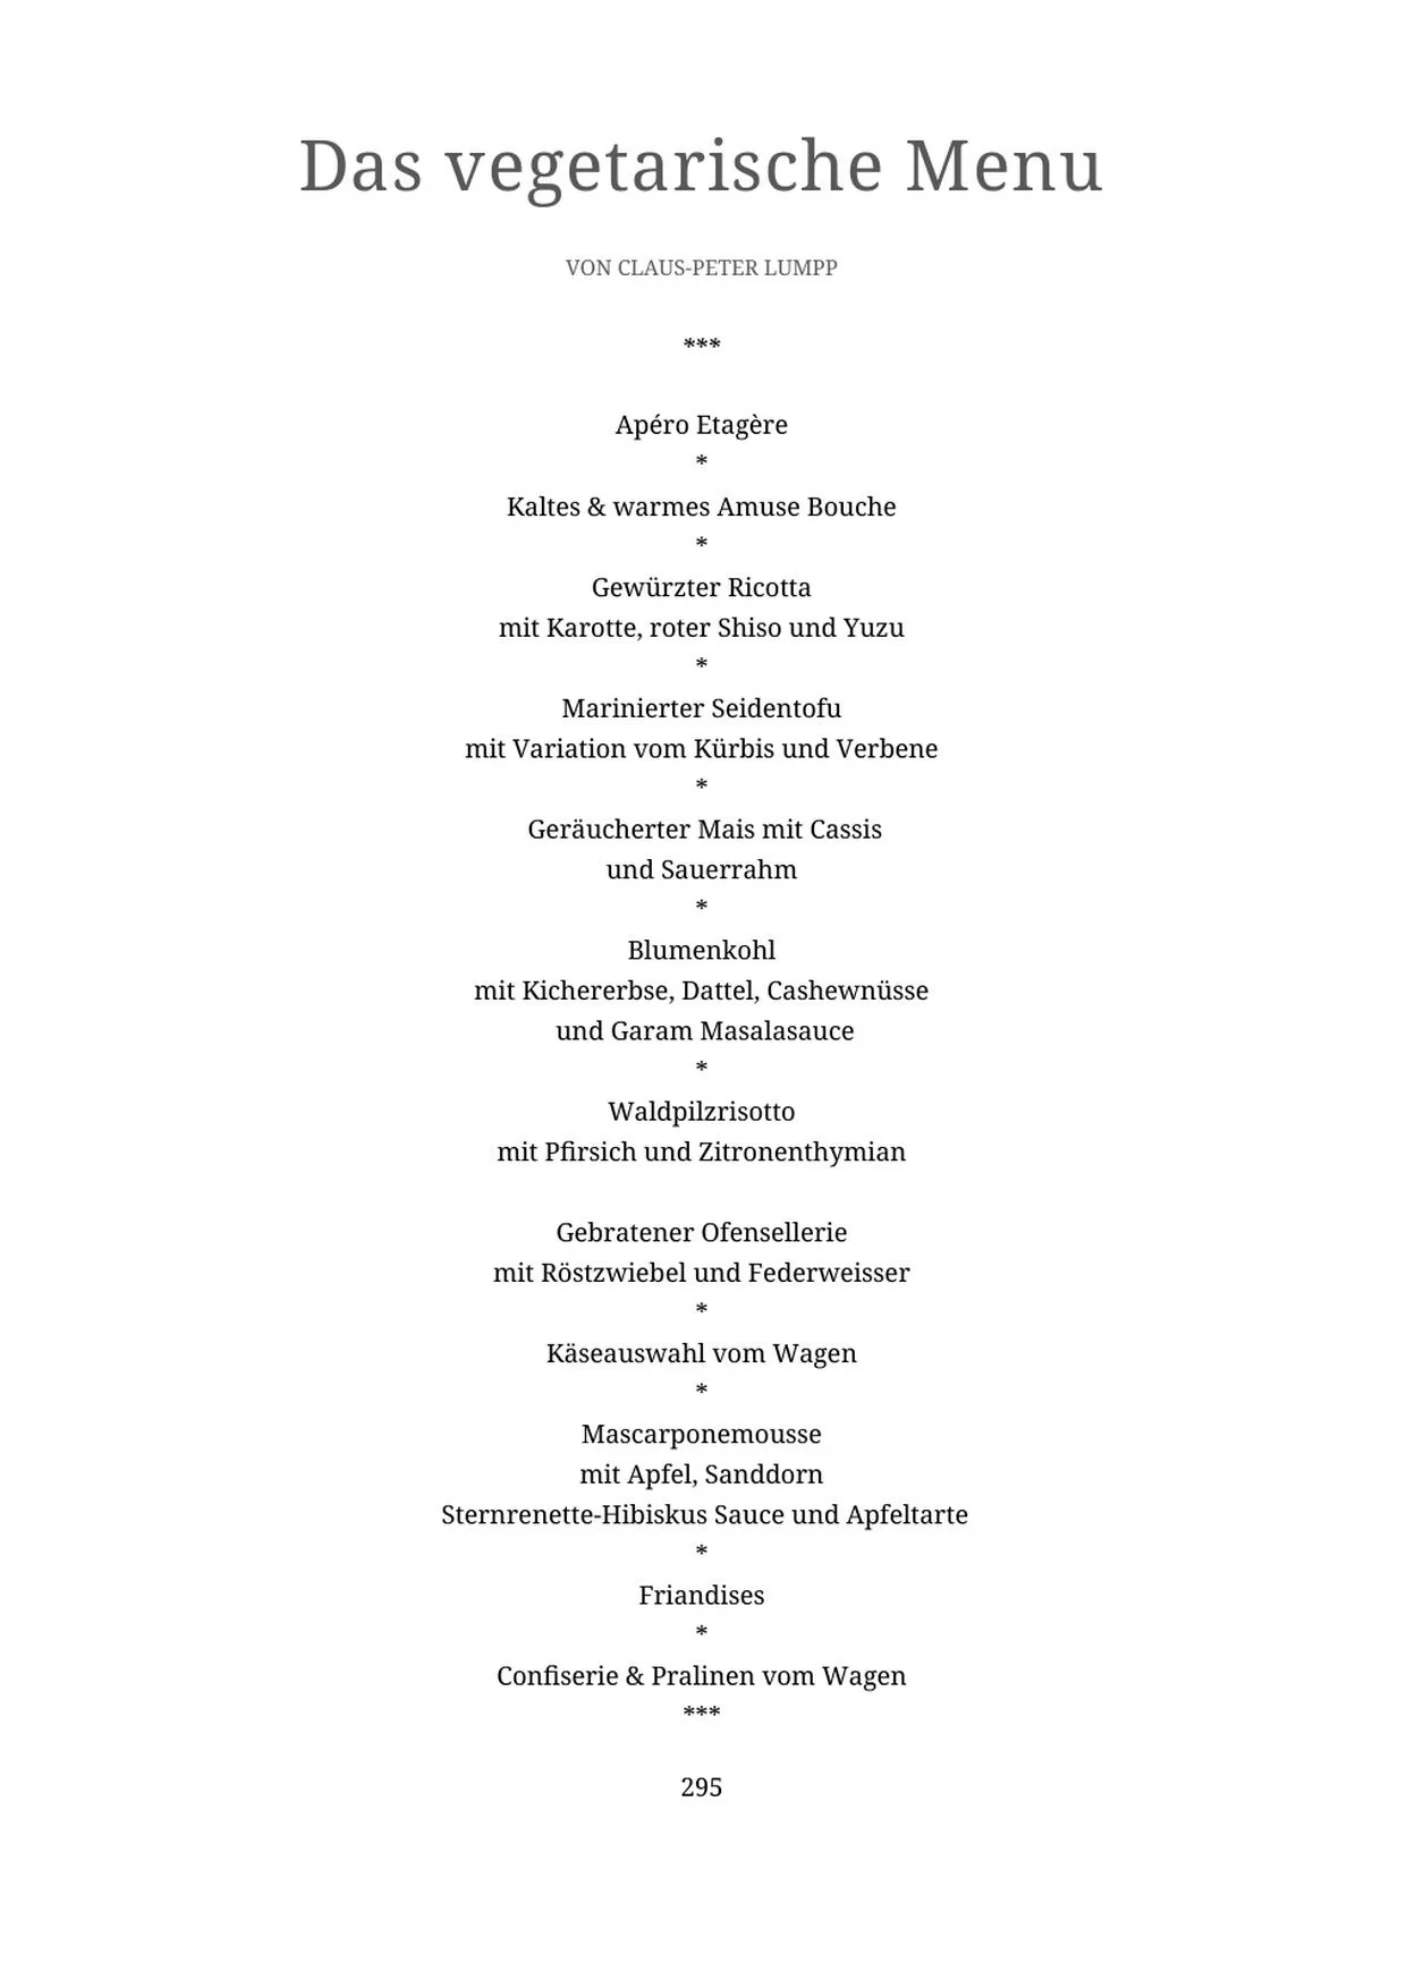 Das vegetarische Menu
VON CLAUS-PETER LUMPP
***
Apéro Etagère
*
Kaltes & warmes Amuse Bouche
*
Gewürzter Ricotta
mit Karotte, roter Shiso und Yuzu
*
Marinierter Seidentofu
mit Variation vom Kürbis und Verbene
*
Geräucherter Mais mit Cassis
und Sauerrahm
*
Blumenkohl
mit Kichererbse, Dattel, Cashewnüsse
und Garam Masalasauce
*
Waldpilzrisotto
mit Pfirsich und Zitronenthymian
Gebratener Ofensellerie
mit Röstzwiebel und Federweisser
*
Käseauswahl vom Wagen
*
Mascarponemousse
mit Apfel, Sanddorn
Sternrenette-Hibiskus Sauce und Apfeltarte
*
Friandises
*
Confiserie & Pralinen vom Wagen
***
295